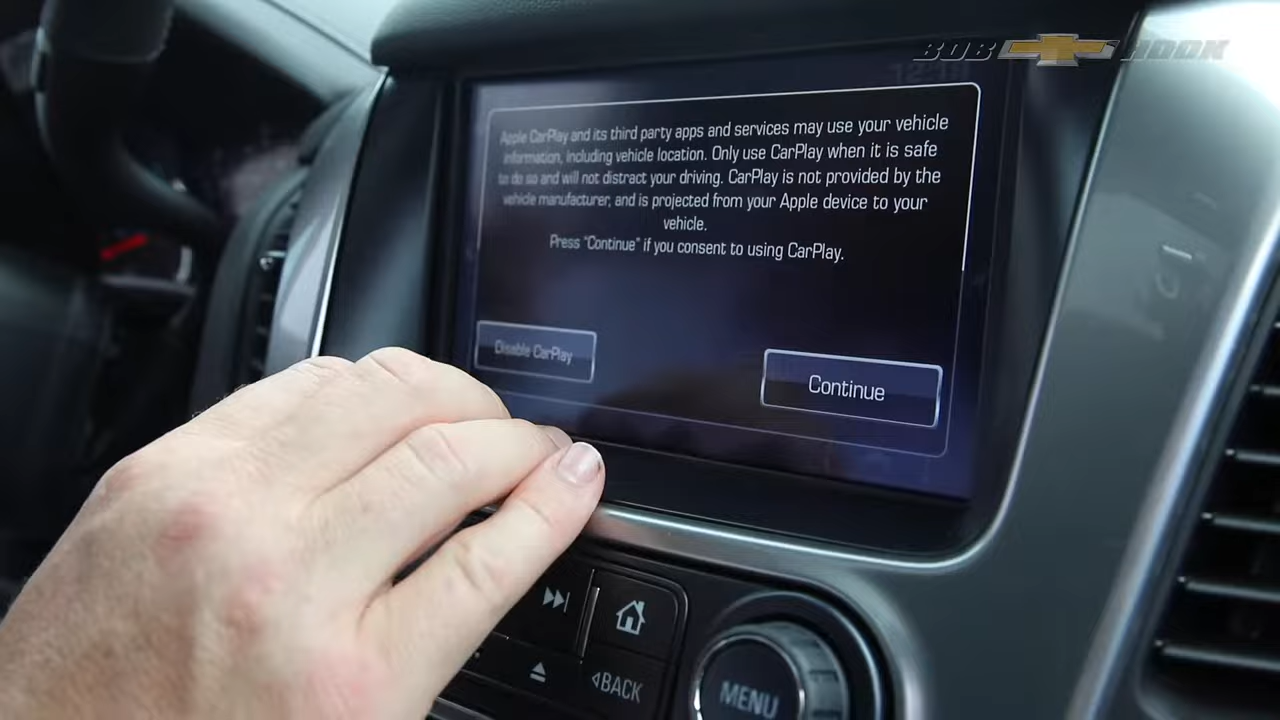 BOB HOOK
Apple CarPlay and its third party apps and services may use your vehicle
information, including vehicle location. Only use CarPlay when it is safe
to do so and will not distract your driving. CarPlay is not provided by the
vehicle manufacturer, and is projected from your Apple device to your
vehicle.
Press "Continue" if you consent to using CarPlay.
Disable CarPlay
Continue
BACK
MENU